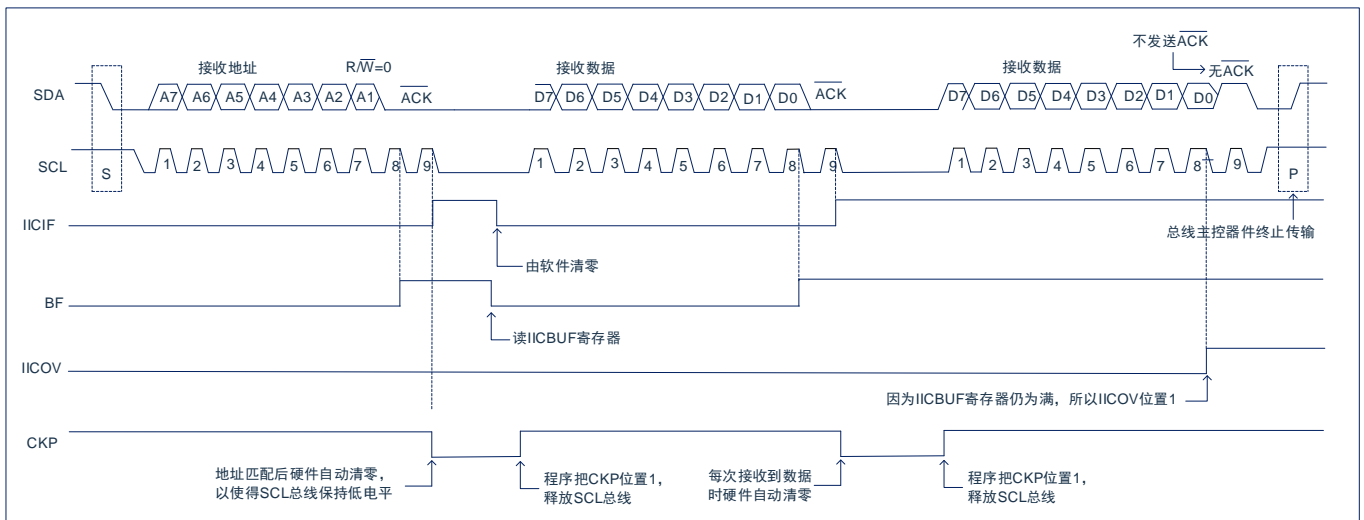 不发送ACK
接收地址 R/W=0 接收数据 接收数据 无ACK
SDA A7 A6 A5 A4 A3 A2 A1 ACK D7 D6 D5 D4 D3 D2 D1 D0 ACK D7 D6 D5 D4 D3 D2 D1 D0
SCL S 1 2 3 4 5 6 7 8 9 1 2 3 4 5 6 7 8 9 1 2 3 4 5 6 7 8 9 P
IICIF
总线主控器件终止传输
由软件清零
BF
读IICBUF寄存器
IICOV
因为IICBUF寄存器仍为满，所以IICOV位置1
CKP
地址匹配后硬件自动清零，
以使得SCL总线保持低电平
程序把CKP位置1，
释放SCL总线
每次接收到数据
时硬件自动清零
程序把CKP位置1，
释放SCL总线